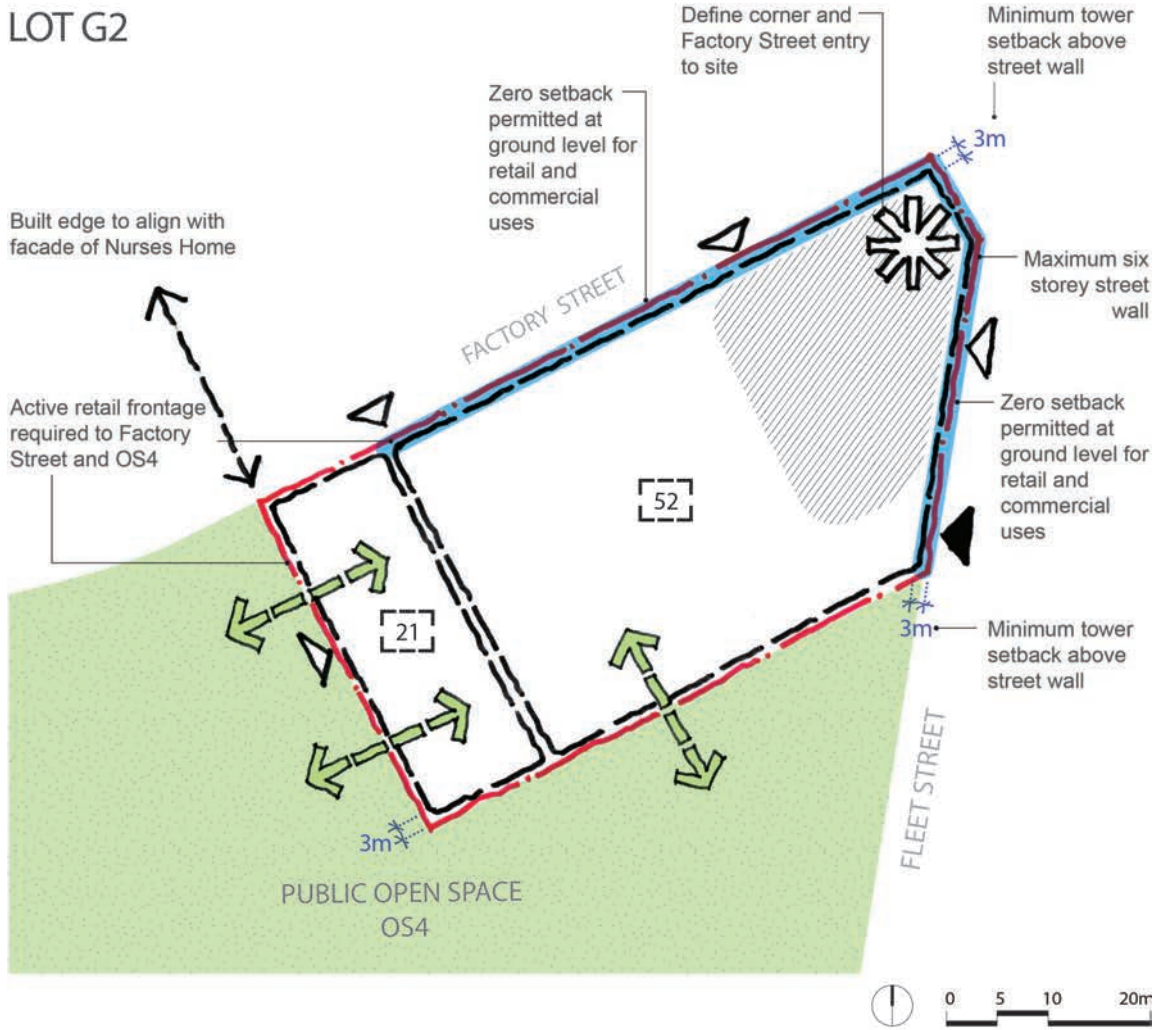 LOT G2
Define corner and
Factory Street entry
to site
Minimum tower
setback above
street wall
Zero setback
permitted at
ground level for
retail and
commercial
uses
3m
Built edge to align with
facade of Nurses Home
Maximum six
storey street
wall
FACTORY STREET
Active retail frontage
required to Factory
Street and OS4
Zero setback
permitted at
ground level for
retail and
commercial
uses
52
21
3m
Minimum tower
setback above
street wall
FLEET STREET
3m
PUBLIC OPEN SPACE
OS4
0 5 10 20m